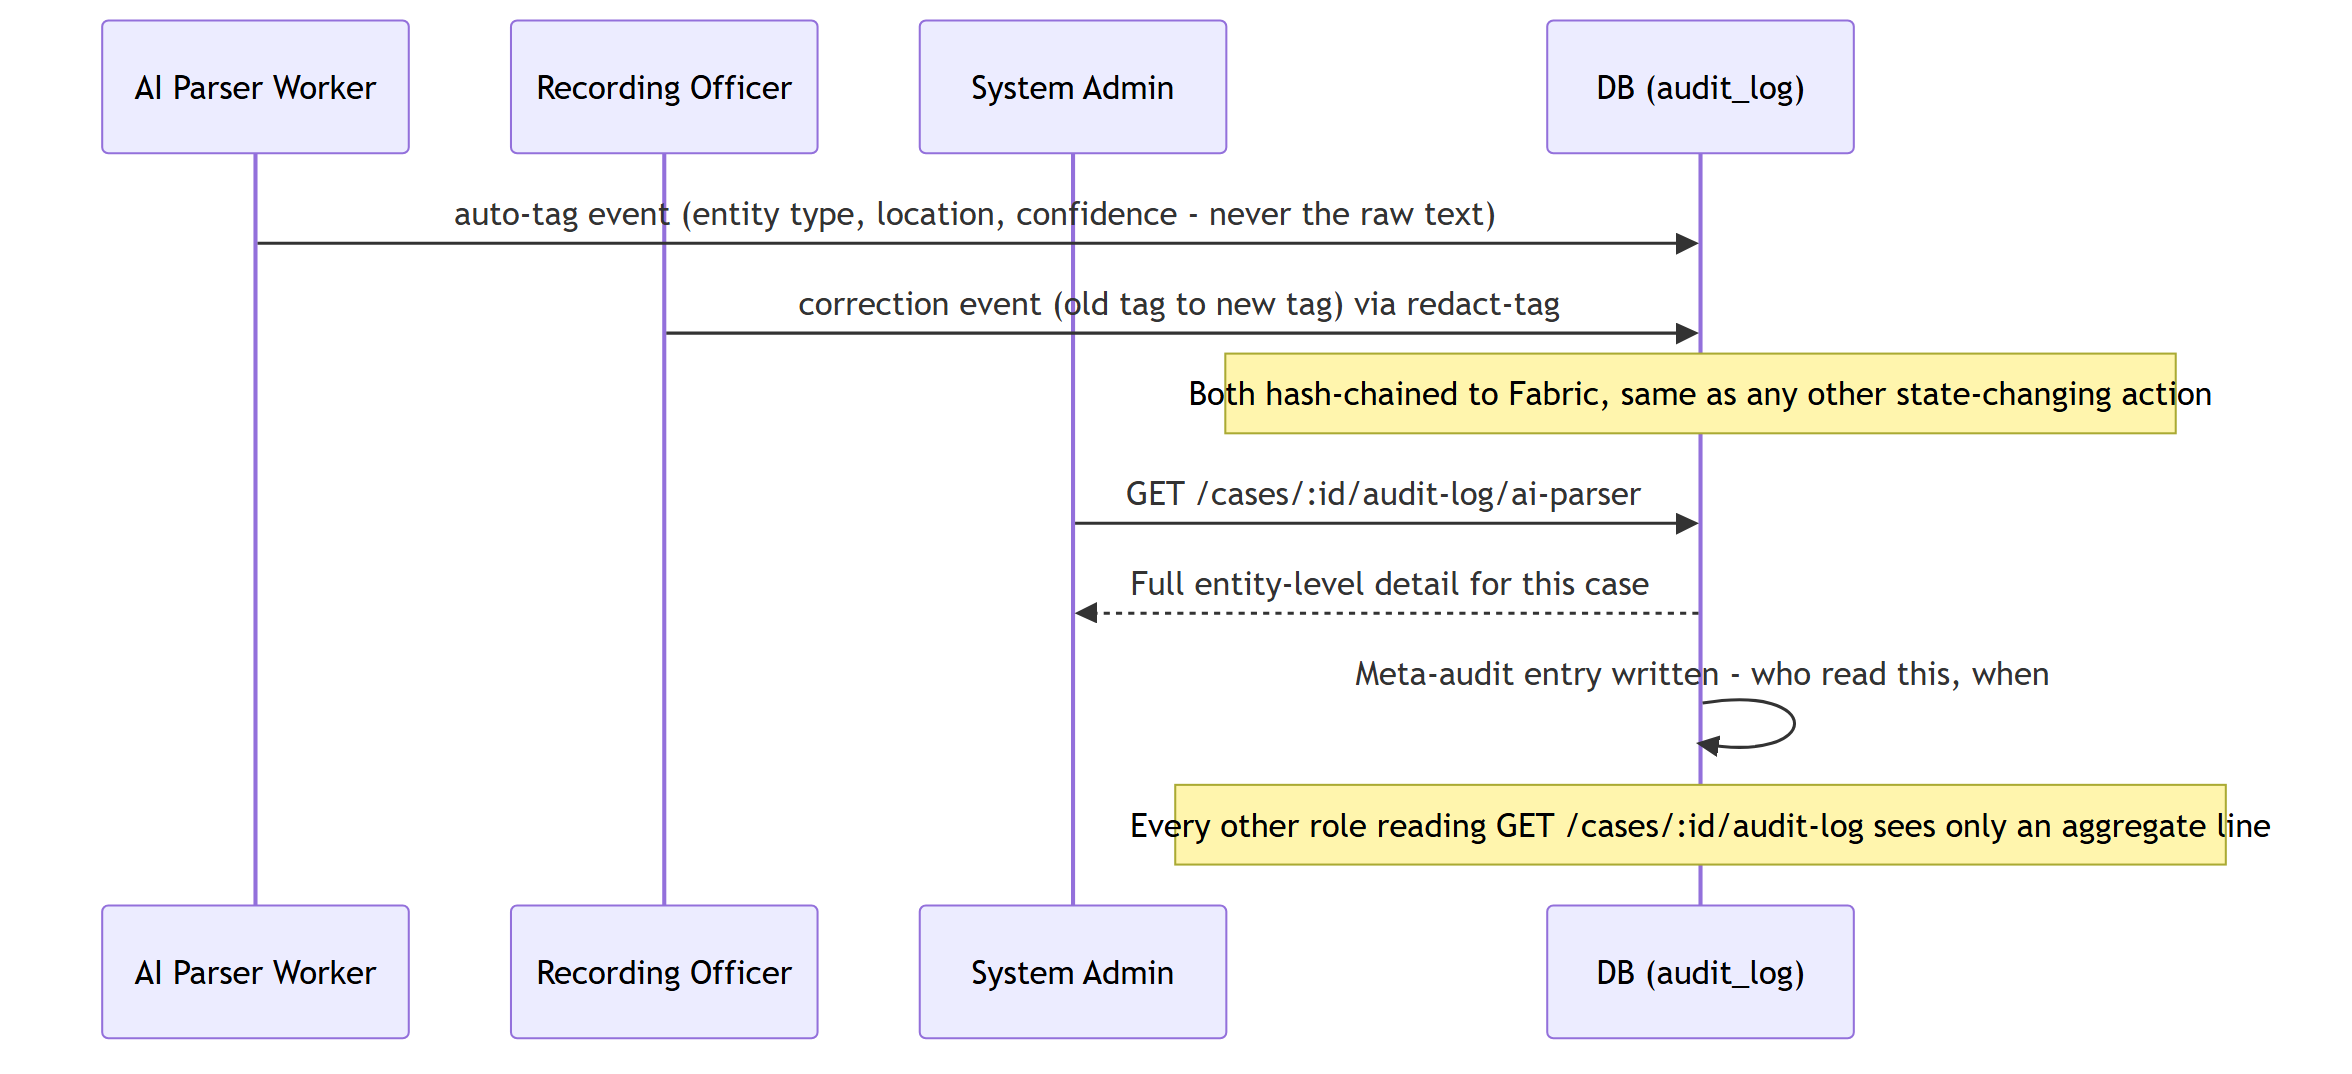 AI Parser Worker
Recording Officer
System Admin
DB (audit_log)
auto-tag event (entity type, location, confidence - never the raw text)
correction event (old tag to new tag) via redact-tag
Both hash-chained to Fabric, same as any other state-changing action
GET /cases/:id/audit-log/ai-parser
Full entity-level detail for this case
Meta-audit entry written - who read this, when
Every other role reading GET /cases/:id/audit-log sees only an aggregate line
AI Parser Worker
Recording Officer
System Admin
DB (audit_log)